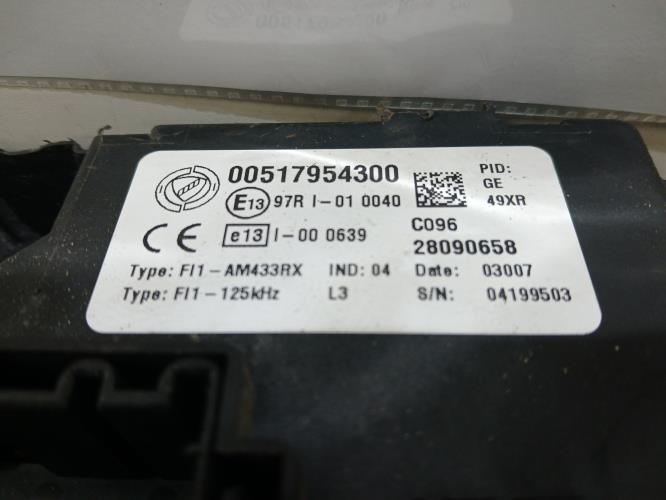 00517954300 PID:
E13 97R I-01 0040 GE
49XR
CE e13 I-00 0639 C096
28090658
Type: FI1-AM433RX IND: 04 Date: 03007
Type: FI1-125kHz L3 S/N: 04199503